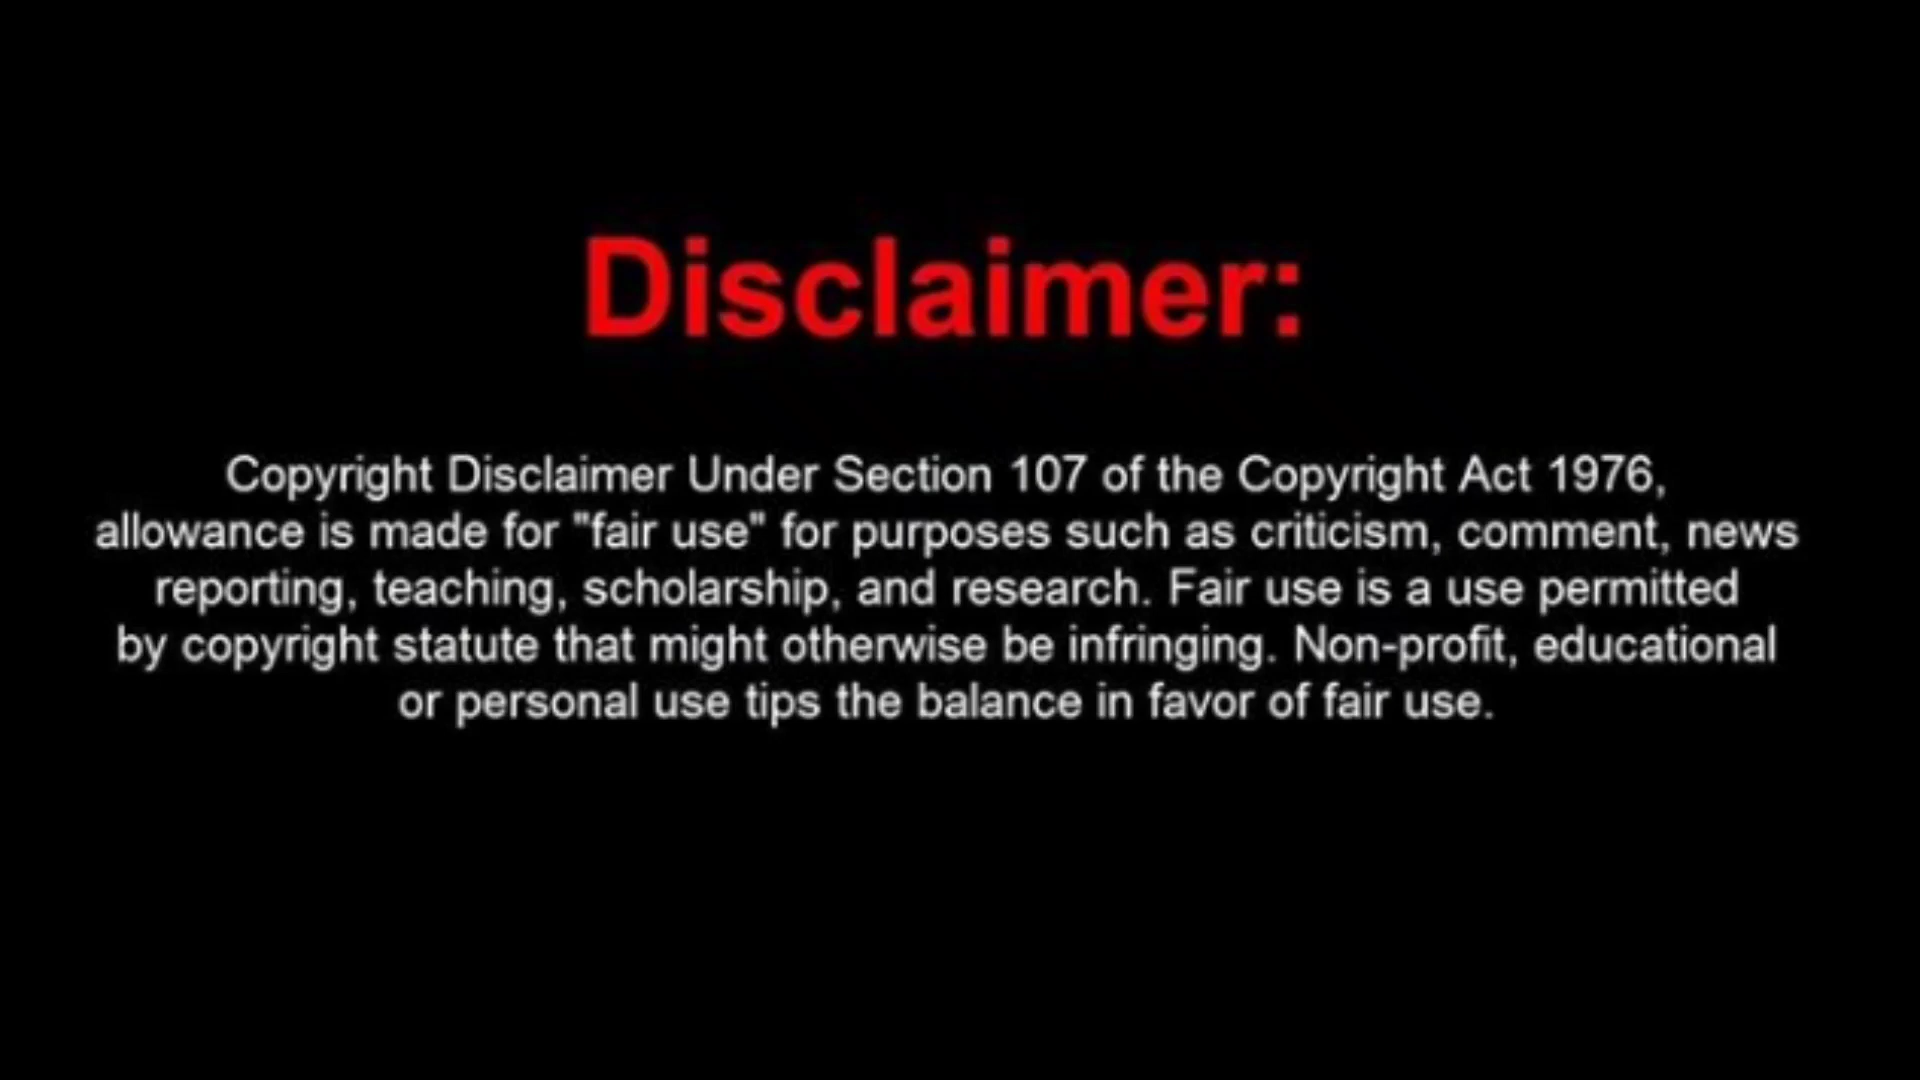 Disclaimer:
Copyright Disclaimer Under Section 107 of the Copyright Act 1976,
allowance is made for "fair use" for purposes such as criticism, comment, news
reporting, teaching, scholarship, and research. Fair use is a use permitted
by copyright statute that might otherwise be infringing. Non-profit, educational
or personal use tips the balance in favor of fair use.